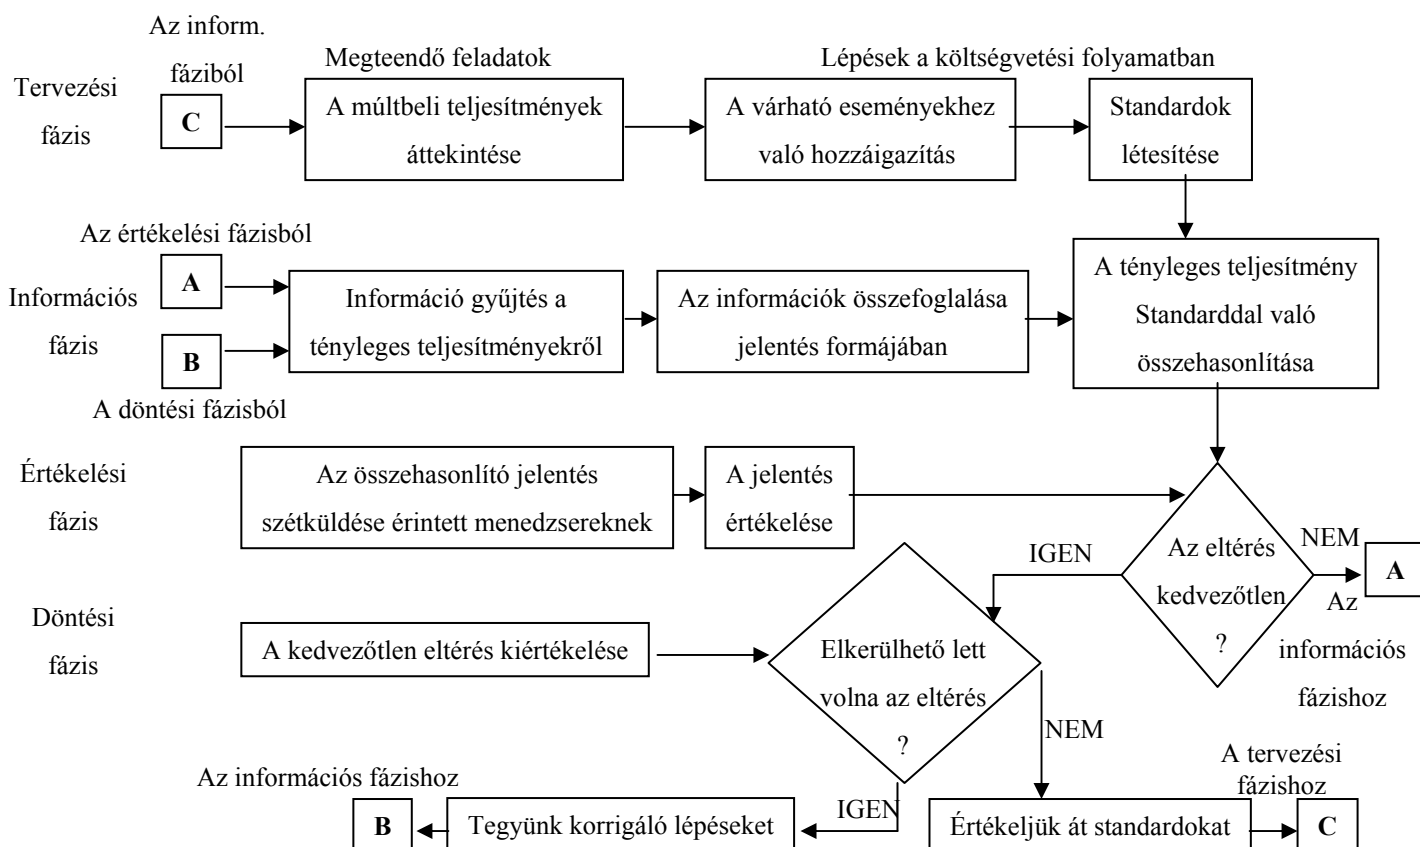 Az inform.
fáziból
Megteendő feladatok
Lépések a költségvetési folyamatban
Tervezési
fázis
C
A múltbeli teljesítmények
áttekintése
A várható eseményekhez
való hozzáigazítás
Standardok
létesítése
Az értékelési fázisból
Információs
fázis
A
B
A döntési fázisból
Információ gyűjtés a
tényleges teljesítményekről
Az információk összefoglalása
jelentés formájában
A tényleges teljesítmény
Standarddal való
összehasonlítása
Értékelési
fázis
Az összehasonlító jelentés
szétküldése érintett menedzsereknek
A jelentés
értékelése
IGEN
Az eltérés
kedvezőtlen
?
NEM
A
Az
információs
fázishoz
Döntési
fázis
A kedvezőtlen eltérés kiértékelése
Elkerülhető lett
volna az eltérés
?
NEM
A tervezési
fázishoz
Az információs fázishoz
B
Tegyünk korrigáló lépéseket
IGEN
Értékeljük át standardokat
C